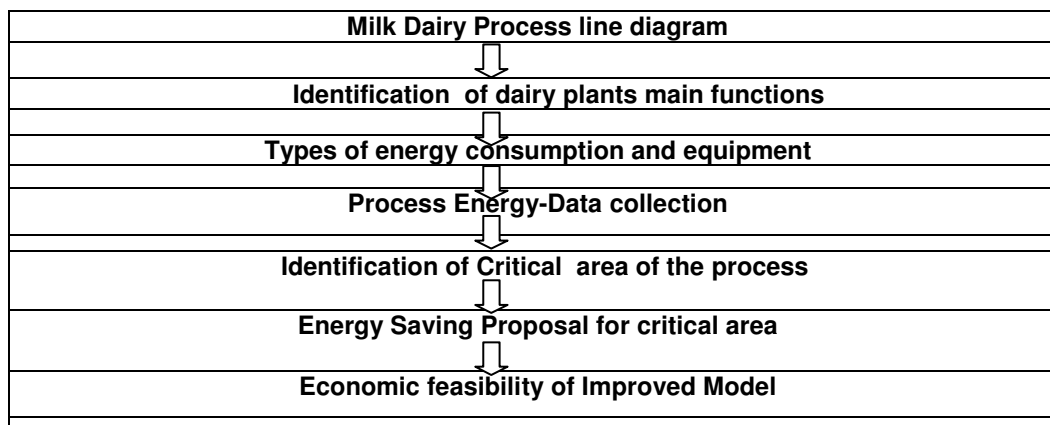 Milk Dairy Process line diagram
Identification of dairy plants main functions
Types of energy consumption and equipment
Process Energy-Data collection
Identification of Critical area of the process
Energy Saving Proposal for critical area
Economic feasibility of Improved Model